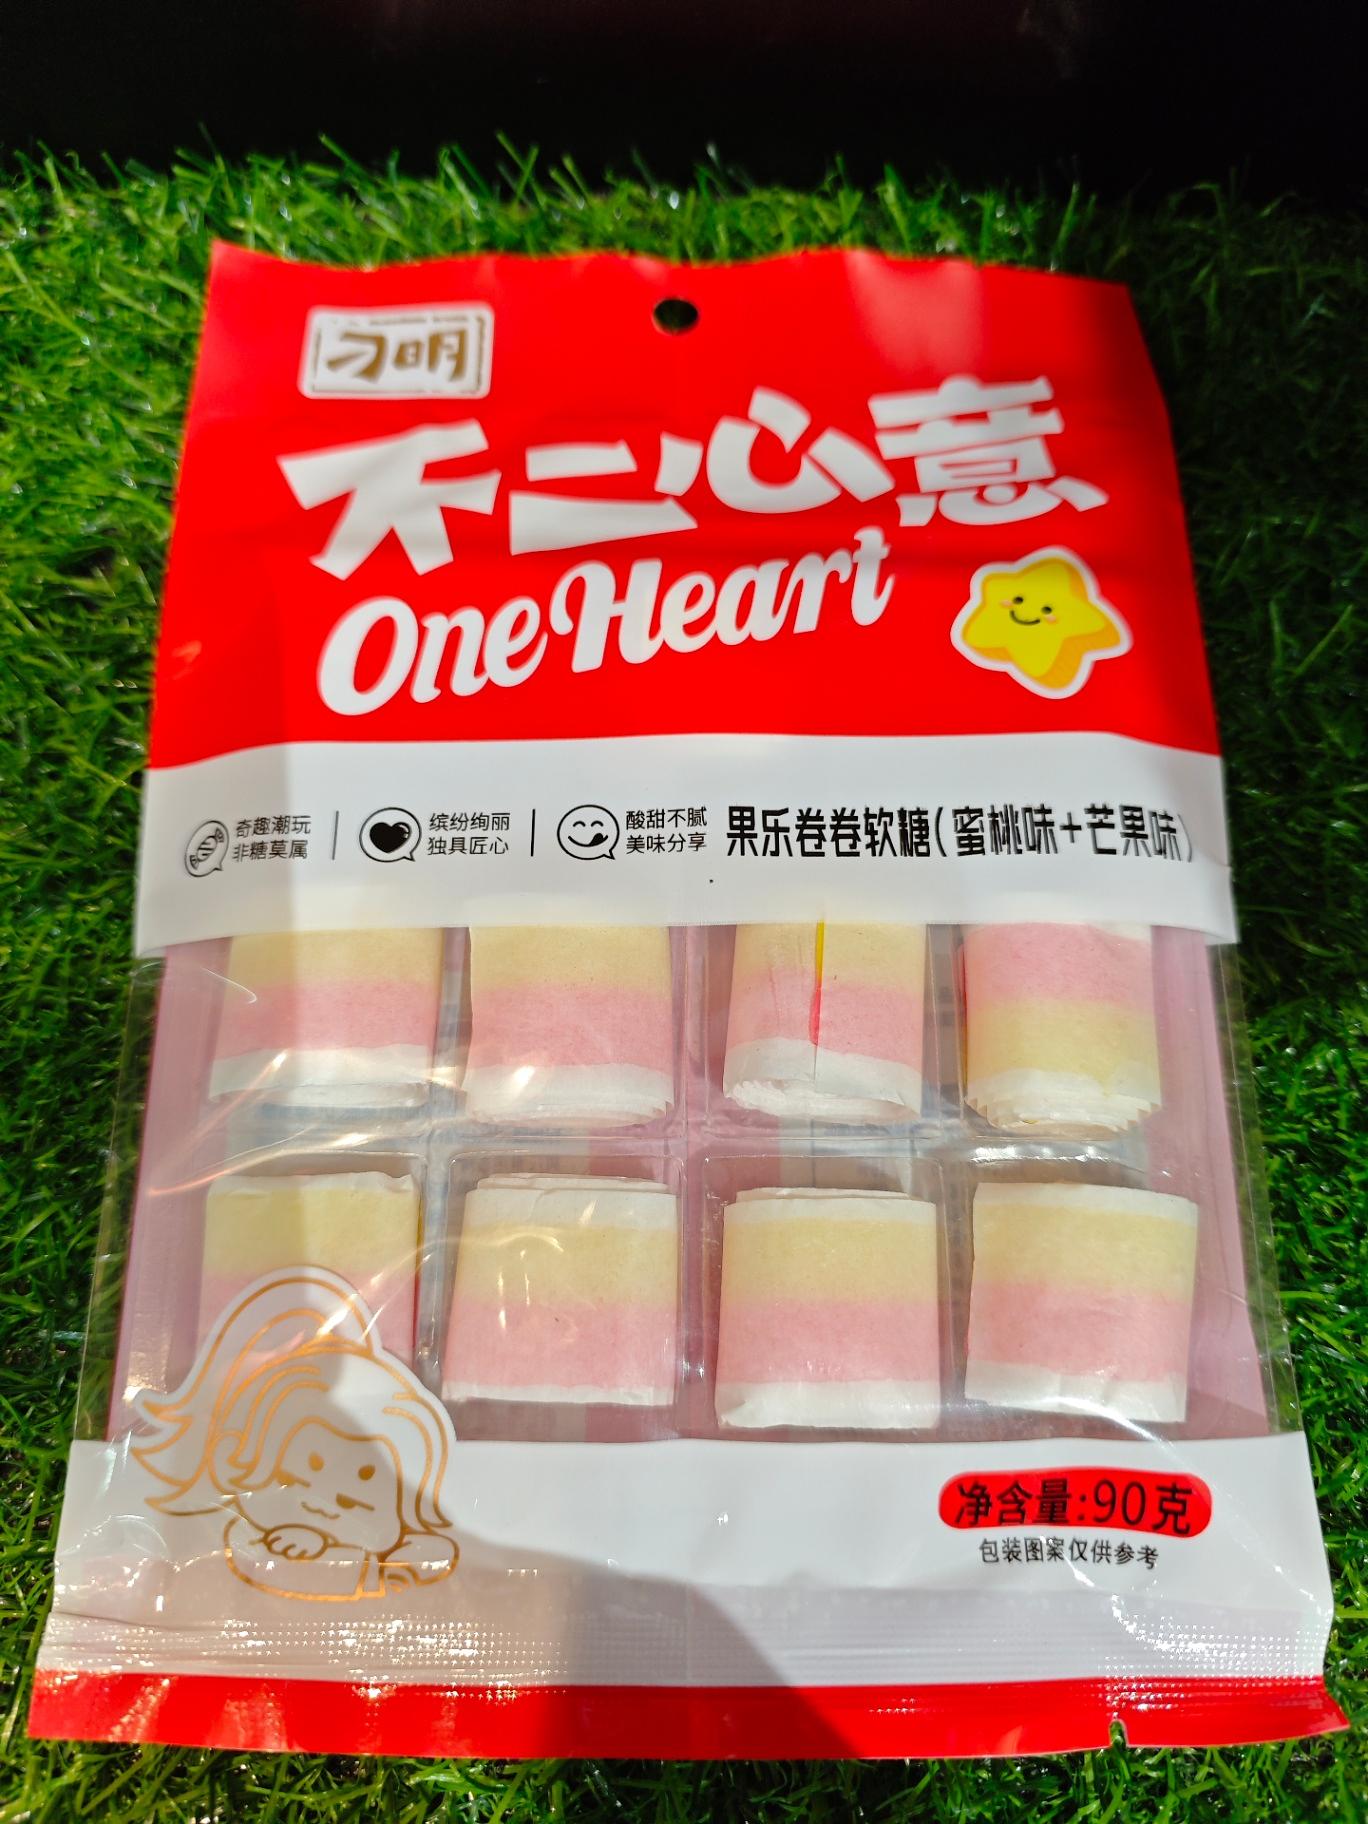 刁明
不二心意
One Heart
奇趣潮玩
非糖莫属
缤纷绚丽
独具匠心
酸甜不腻
美味分享
果乐卷卷软糖(蜜桃味+芒果味)
净含量:90克
包装图案仅供参考